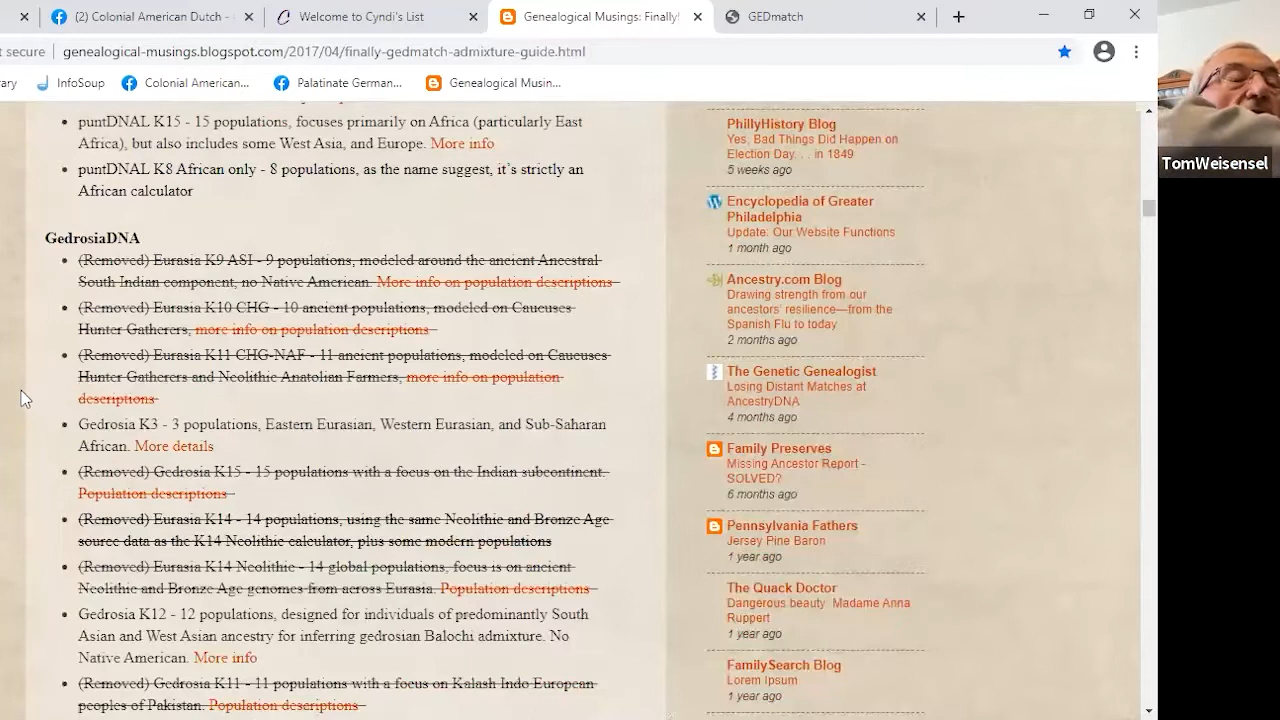 (2) Colonial American Dutch -
Welcome to Cyndi's List
Genealogical Musings: Finally!
GEDmatch
secure
genealogical-musings.blogspot.com/2017/04/finally-gedmatch-admixture-guide.html
ary
InfoSoup
Colonial American...
Palatinate German...
Genealogical Musin...
TomWeisensel
puntDNAL K15 - 15 populations, focuses primarily on Africa (particularly East
Africa), but also includes some West Asia, and Europe. More info
puntDNAL K8 African only - 8 populations, as the name suggest, it's strictly an
African calculator
GedrosiaDNA
(Removed) Eurasia K9 ASI - 9 populations, modeled around the ancient Ancestral
South Indian component, no Native American. More info on population descriptions
(Removed) Eurasia K10 CHG - 10 ancient populations, modeled on Caucuses
Hunter Gatherers, more info on population descriptions
(Removed) Eurasia K11 CHG-NAF - 11 ancient populations, modeled on Caucuses
Hunter Gatherers and Neolithic Anatolian Farmers, more info on population
descriptions
Gedrosia K3 - 3 populations, Eastern Eurasian, Western Eurasian, and Sub-Saharan
African. More details
(Removed) Gedrosia K15 - 15 populations with a focus on the Indian subcontinent.
Population descriptions
(Removed) Eurasia K14 - 14 populations, using the same Neolithic and Bronze Age
source data as the K14 Neolithic calculator, plus some modern populations
(Removed) Eurasia K14 Neolithic - 14 global populations, focus is on ancient
Neolithic and Bronze Age genomes from across Eurasia. Population descriptions
Gedrosia K12 - 12 populations, designed for individuals of predominantly South
Asian and West Asian ancestry for inferring gedrosian Balochi admixture. No
Native American. More info
(Removed) Gedrosia K11 - 11 populations with a focus on Kalash Indo European
peoples of Pakistan. Population descriptions
PhillyHistory Blog
Yes, Bad Things Did Happen on
Election Day. . . in 1849
5 weeks ago
Encyclopedia of Greater
Philadelphia
Update: Our Website Functions
1 month ago
Ancestry.com Blog
Drawing strength from our
ancestors' resilience—from the
Spanish Flu to today
2 months ago
The Genetic Genealogist
Losing Distant Matches at
AncestryDNA
4 months ago
Family Preserves
Missing Ancestor Report -
SOLVED?
6 months ago
Pennsylvania Fathers
Jersey Pine Baron
1 year ago
The Quack Doctor
Dangerous beauty: Madame Anna
Ruppert
1 year ago
FamilySearch Blog
Lorem Ipsum
1 year ago